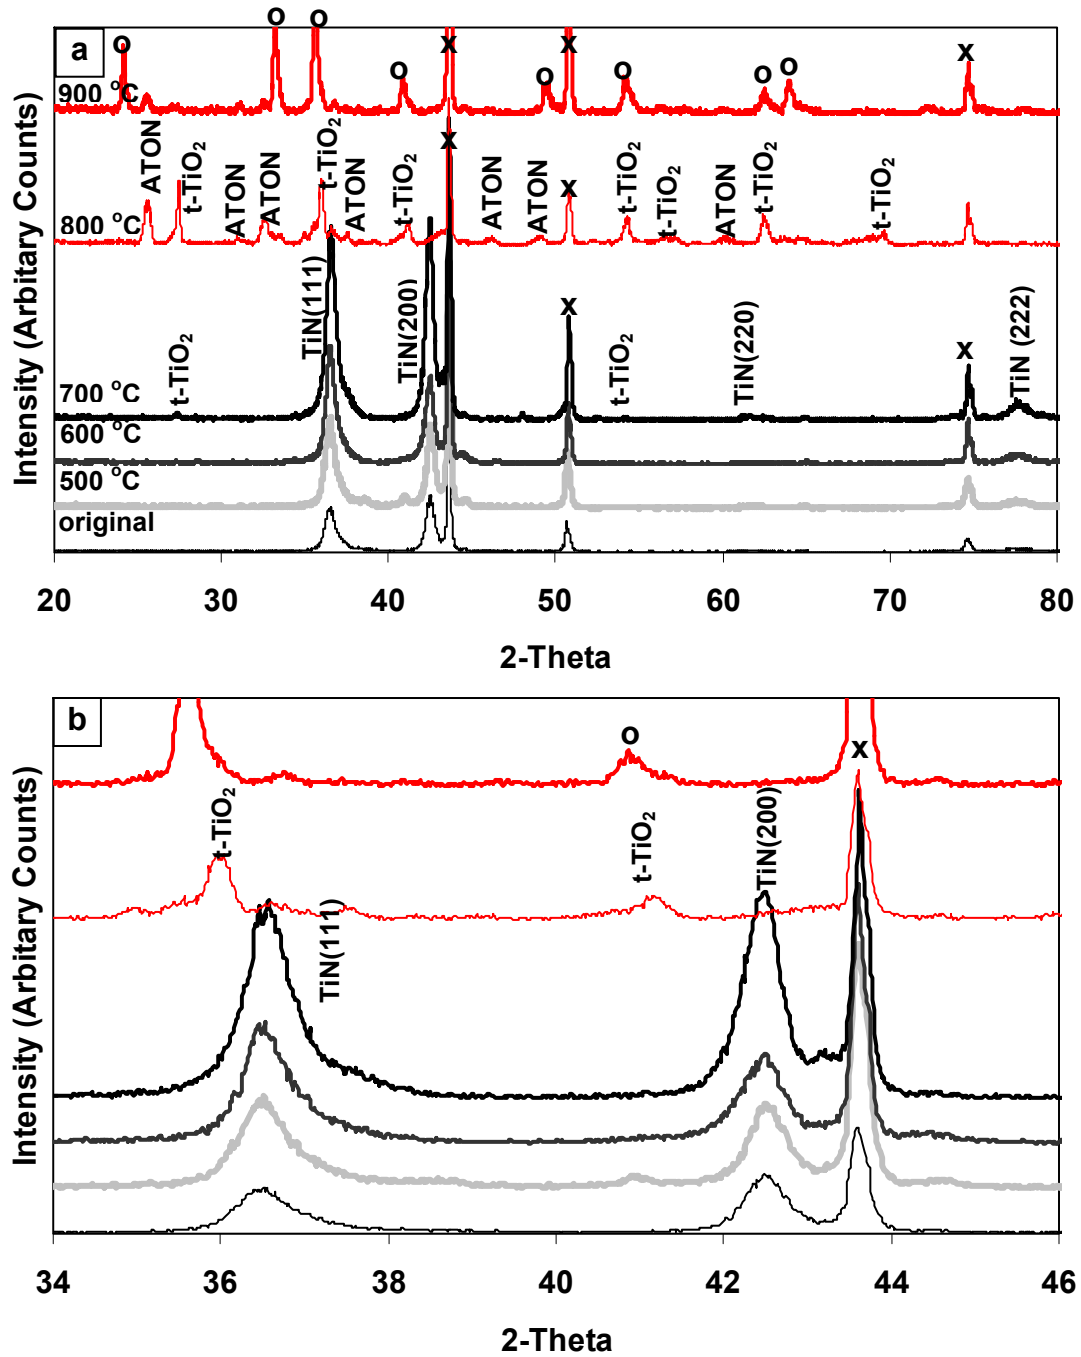 a
o o o o o o o o
x x x
900 °C
Intensity (Arbitary Counts)
ATON
t-TiO₂
ATON
ATON
t-TiO₂
ATON
t-TiO₂
x
ATON
ATON
x
t-TiO₂
t-TiO₂
ATON
t-TiO₂
t-TiO₂
800 °C
t-TiO₂
TiN(111)
TiN(200)
x
t-TiO₂
TiN(220)
x
TiN (222)
700 °C
600 °C
500 °C
original
20 30 40 50 60 70 80
2-Theta
b
o
x
Intensity (Arbitary Counts)
t-TiO₂
TiN(111)
t-TiO₂
TiN(200)
34 36 38 40 42 44 46
2-Theta